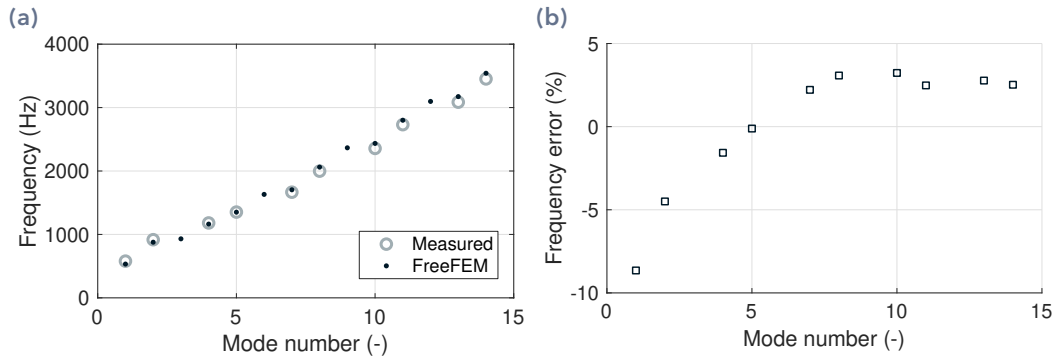 (a)
4000
3000
2000
1000
0
0
5
10
15
Frequency (Hz)
Mode number (-)
Measured
FreeFEM
(b)
5
0
-5
-10
0
5
10
15
Frequency error (%)
Mode number (-)